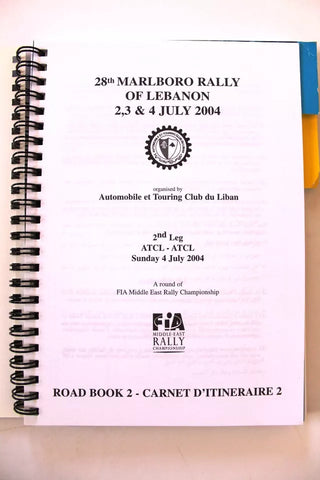 28th MARLBORO RALLY
OF LEBANON
2,3 & 4 JULY 2004
organised by
Automobile et Touring Club du Liban
2nd Leg
ATCL - ATCL
Sunday 4 July 2004
A round of
FIA Middle East Rally Championship
FIA
MIDDLE·EAST
RALLY
CHAMPIONSHIP
ROAD BOOK 2 - CARNET D'ITINERAIRE 2